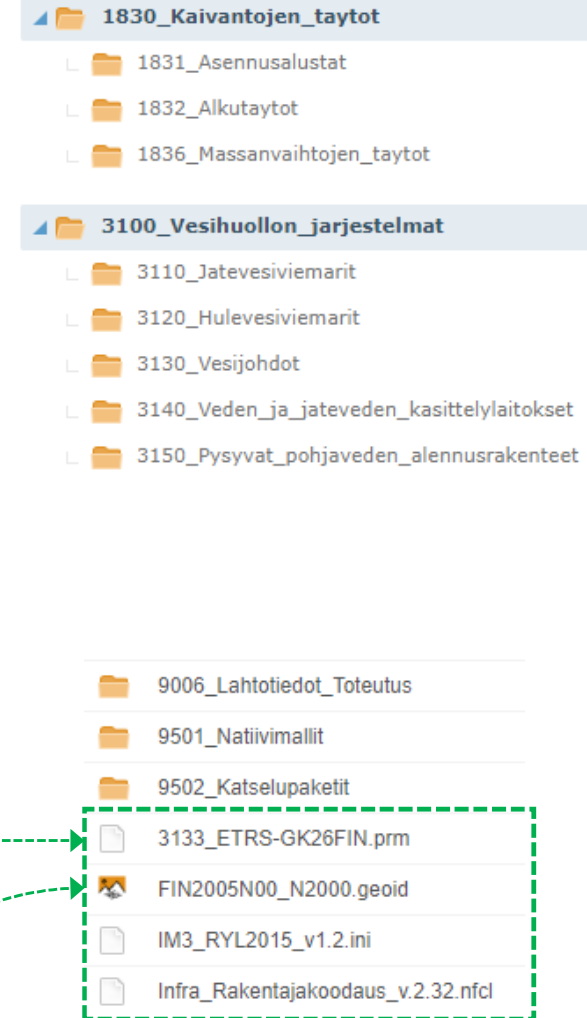 1830_Kaivantojen_taytot
1831_Asennusalustat
1832_Alkutaytot
1836_Massanvaihtojen_taytot
3100_Vesihuollon_jarjestelmat
3110_Jatevesiviemarit
3120_Hulevesiviemarit
3130_Vesijohdot
3140_Veden_ja_jateveden_kasittelylaitokset
3150_Pysyvat_pohjaveden_alennusrakenteet
9006_Lahtotiedot_Toteutus
9501_Natiivimallit
9502_Katselupaketit
3133_ETRS-GK26FIN.prm
FIN2005N00_N2000.geoid
IM3_RYL2015_v1.2.ini
Infra_Rakentajakoodaus_v.2.32.nfcl